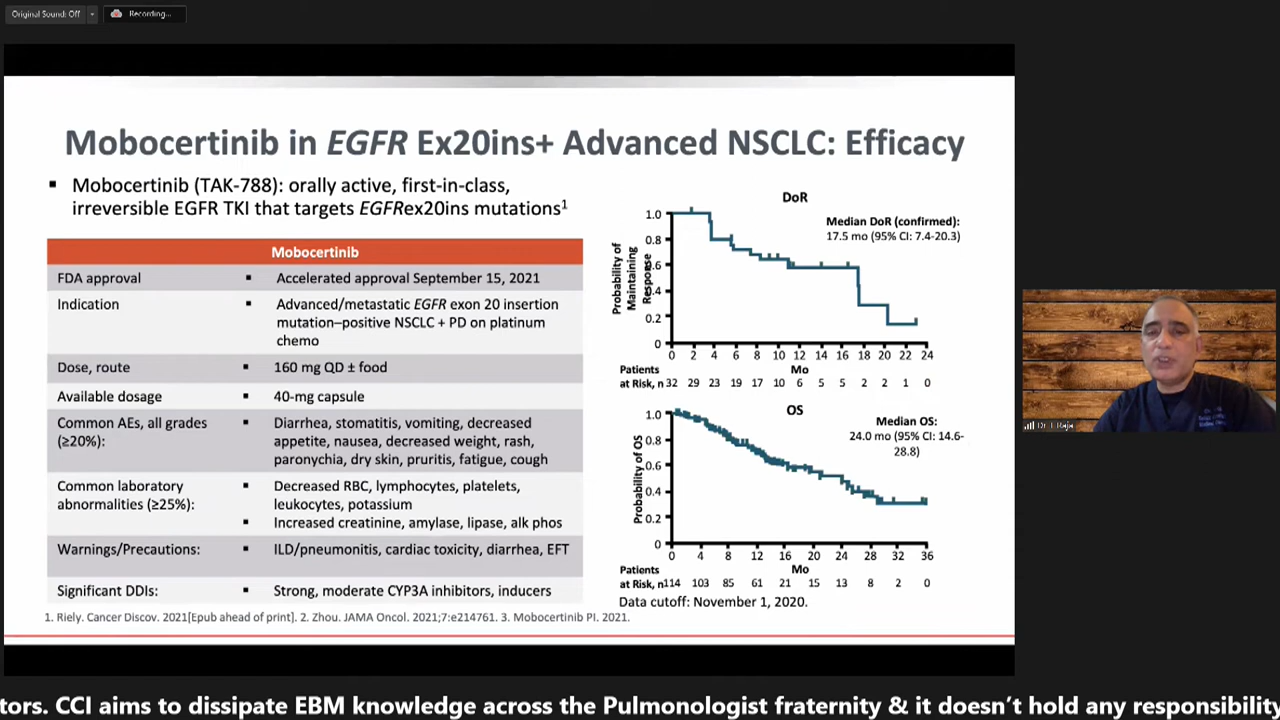 Original Sound: Off
Recording...
Mobocertinib in EGFR Ex20ins+ Advanced NSCLC: Efficacy
▪ Mobocertinib (TAK-788): orally active, first-in-class,
irreversible EGFR TKI that targets EGFRex20ins mutations1
Mobocertinib
FDA approval ▪ Accelerated approval September 15, 2021
Indication ▪ Advanced/metastatic EGFR exon 20 insertion
mutation–positive NSCLC + PD on platinum
chemo
Dose, route ▪ 160 mg QD ± food
Available dosage ▪ 40-mg capsule
Common AEs, all grades ▪ Diarrhea, stomatitis, vomiting, decreased
(≥20%): appetite, nausea, decreased weight, rash,
paronychia, dry skin, pruritis, fatigue, cough
Common laboratory ▪ Decreased RBC, lymphocytes, platelets,
abnormalities (≥25%): leukocytes, potassium
▪ Increased creatinine, amylase, lipase, alk phos
Warnings/Precautions: ▪ ILD/pneumonitis, cardiac toxicity, diarrhea, EFT
Significant DDIs: ▪ Strong, moderate CYP3A inhibitors, inducers
DoR
Median DoR (confirmed):
17.5 mo (95% CI: 7.4-20.3)
Probability of
Maintaining
Response
1.0
0.8
0.6
0.4
0.2
0
0 2 4 6 8 10 12 14 16 18 20 22 24
Patients Mo
at Risk, n 32 29 23 19 17 10 6 5 5 2 2 1 0
OS
Median OS:
24.0 mo (95% CI: 14.6-
28.8)
Probability of OS
1.0
0.8
0.6
0.4
0.2
0
0 4 8 12 16 20 24 28 32 36
Patients Mo
at Risk, n 114 103 85 61 21 15 13 8 2 0
Data cutoff: November 1, 2020.
1. Riely. Cancer Discov. 2021[Epub ahead of print]. 2. Zhou. JAMA Oncol. 2021;7:e214761. 3. Mobocertinib PI. 2021.
Raja
tors. CCI aims to dissipate EBM knowledge across the Pulmonologist fraternity & it doesn't hold any responsibility